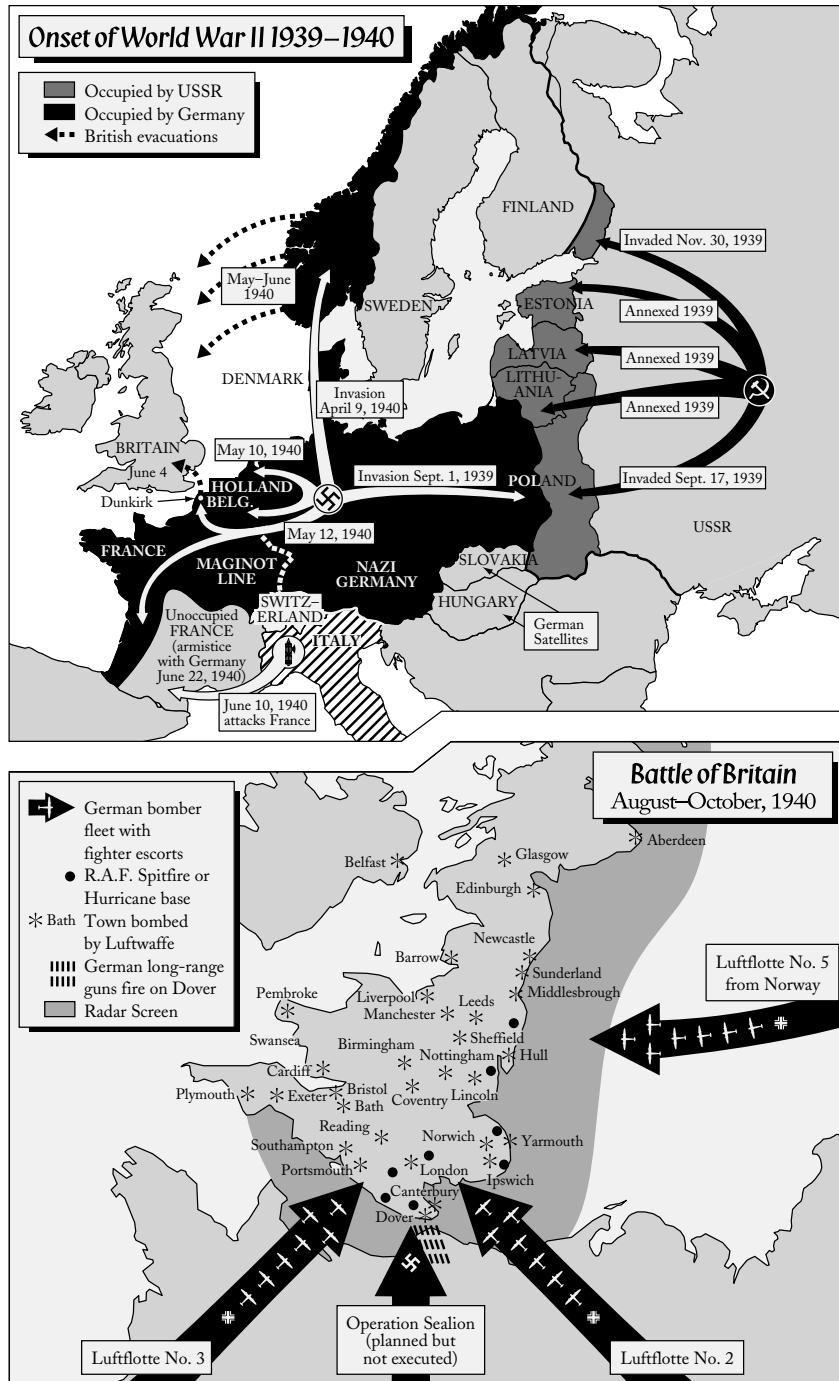 Onset of World War II 1939–1940
Occupied by USSR
Occupied by Germany
British evacuations
FINLAND
Invaded Nov. 30, 1939
May–June
1940
SWEDEN
ESTONIA
Annexed 1939
LATVIA
Annexed 1939
LITHU-
ANIA
DENMARK
Invasion
April 9, 1940
Annexed 1939
BRITAIN
June 4
May 10, 1940
Invasion Sept. 1, 1939
POLAND
Invaded Sept. 17, 1939
HOLLAND
BELG.
Dunkirk
May 12, 1940
USSR
FRANCE
MAGINOT
LINE
NAZI
GERMANY
SLOVAKIA
HUNGARY
SWITZ-
ERLAND
German
Satellites
Unoccupied
FRANCE
(armistice
with Germany
June 22, 1940)
ITALY
June 10, 1940
attacks France
Battle of Britain
August–October, 1940
German bomber
fleet with
fighter escorts
R.A.F. Spitfire or
Hurricane base
Bath Town bombed
by Luftwaffe
German long-range
guns fire on Dover
Radar Screen
Aberdeen
Belfast
Glasgow
Edinburgh
Newcastle
Barrow
Sunderland
Middlesbrough
Luftflotte No. 5
from Norway
Pembroke
Liverpool
Leeds
Manchester
Swansea
Sheffield
Birmingham
Nottingham
Hull
Cardiff
Plymouth
Exeter
Bristol
Bath
Coventry
Lincoln
Reading
Norwich
Yarmouth
Southampton
Portsmouth
London
Ipswich
Canterbury
Dover
Operation Sealion
(planned but
not executed)
Luftflotte No. 3
Luftflotte No. 2